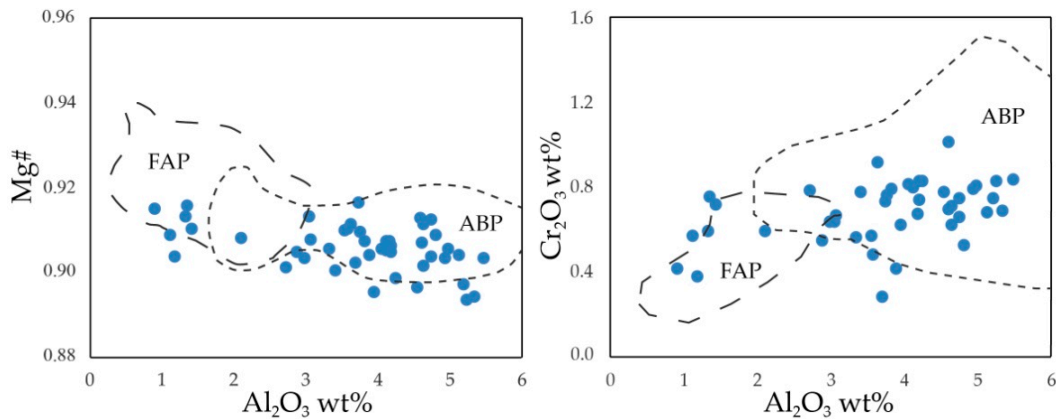 0.96
0.94
0.92
0.90
0.88
Mg#
FAP
ABP
0 1 2 3 4 5 6
Al₂O₃ wt%
1.6
1.2
0.8
0.4
0.0
Cr₂O₃ wt%
ABP
FAP
0 1 2 3 4 5 6
Al₂O₃ wt%